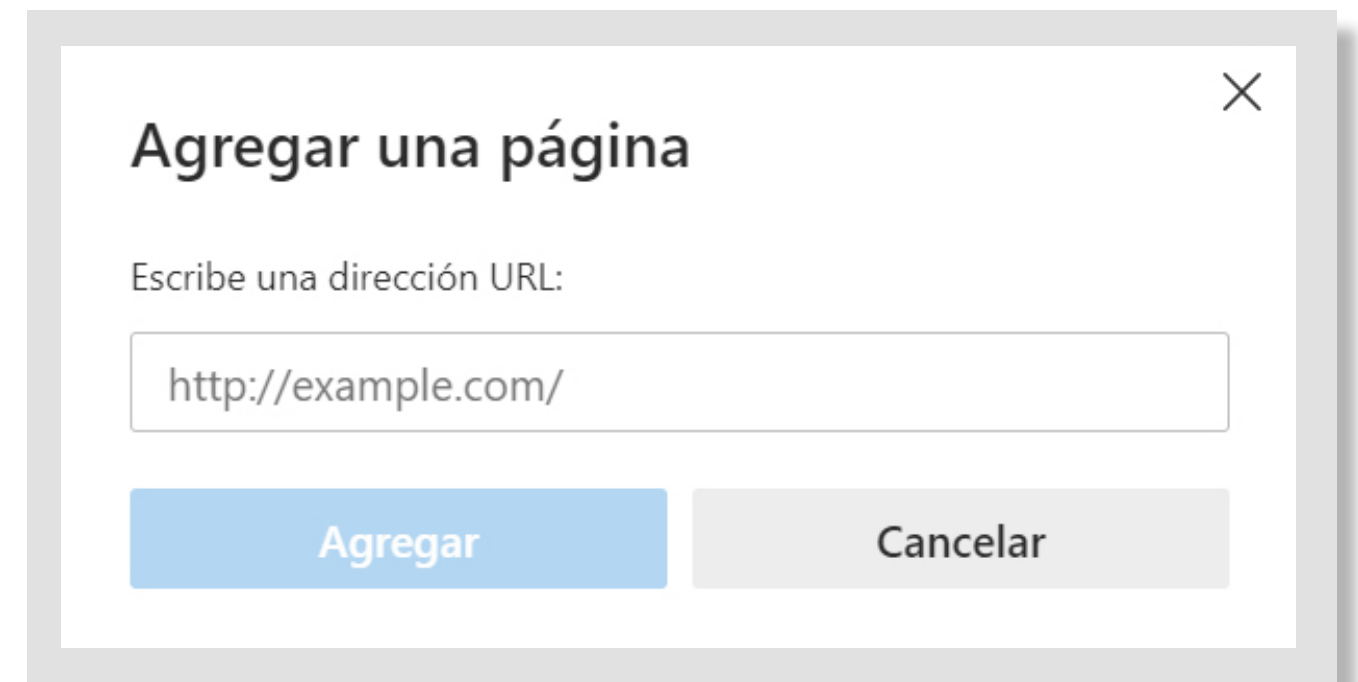 Agregar una página
Escribe una dirección URL:
http://example.com/
Agregar
Cancelar